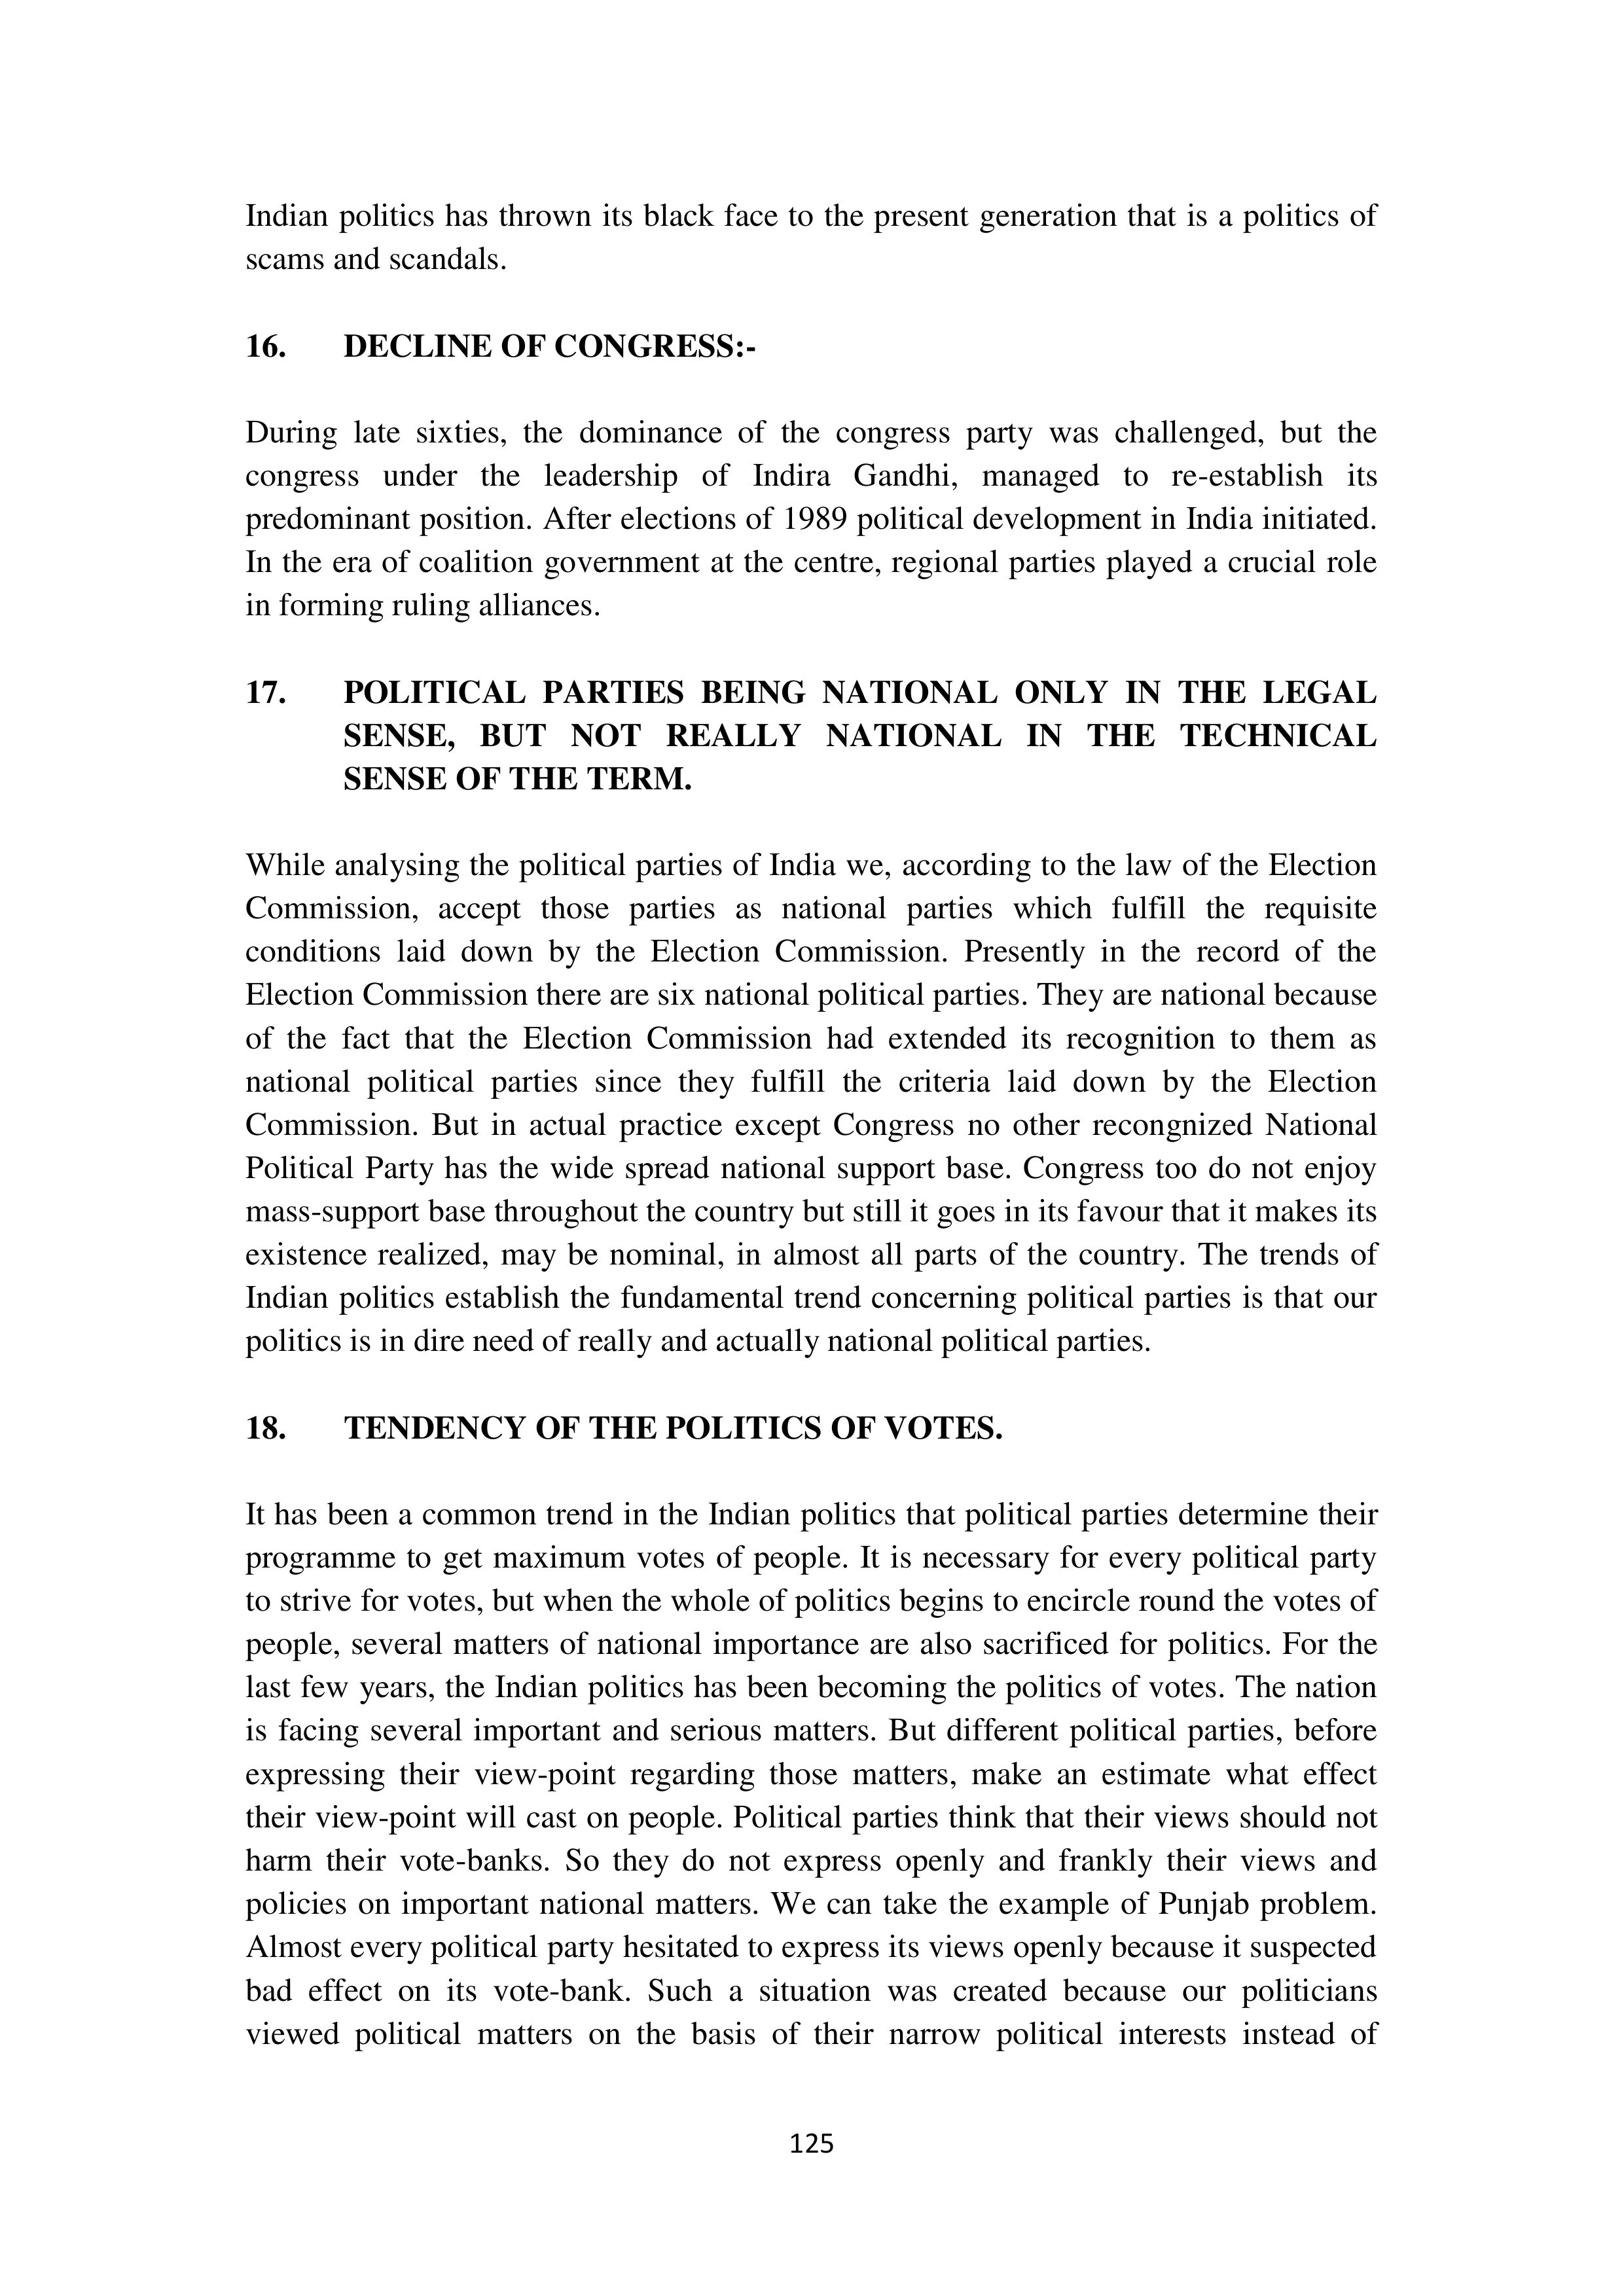 Indian politics has thrown its black face to the present generation that is a politics of
scams and scandals.
16. DECLINE OF CONGRESS:-
During late sixties, the dominance of the congress party was challenged, but the
congress under the leadership of Indira Gandhi, managed to re-establish its
predominant position. After elections of 1989 political development in India initiated.
In the era of coalition government at the centre, regional parties played a crucial role
in forming ruling alliances.
17. POLITICAL PARTIES BEING NATIONAL ONLY IN THE LEGAL
SENSE, BUT NOT REALLY NATIONAL IN THE TECHNICAL
SENSE OF THE TERM.
While analysing the political parties of India we, according to the law of the Election
Commission, accept those parties as national parties which fulfill the requisite
conditions laid down by the Election Commission. Presently in the record of the
Election Commission there are six national political parties. They are national because
of the fact that the Election Commission had extended its recognition to them as
national political parties since they fulfill the criteria laid down by the Election
Commission. But in actual practice except Congress no other recongnized National
Political Party has the wide spread national support base. Congress too do not enjoy
mass-support base throughout the country but still it goes in its favour that it makes its
existence realized, may be nominal, in almost all parts of the country. The trends of
Indian politics establish the fundamental trend concerning political parties is that our
politics is in dire need of really and actually national political parties.
18. TENDENCY OF THE POLITICS OF VOTES.
It has been a common trend in the Indian politics that political parties determine their
programme to get maximum votes of people. It is necessary for every political party
to strive for votes, but when the whole of politics begins to encircle round the votes of
people, several matters of national importance are also sacrificed for politics. For the
last few years, the Indian politics has been becoming the politics of votes. The nation
is facing several important and serious matters. But different political parties, before
expressing their view-point regarding those matters, make an estimate what effect
their view-point will cast on people. Political parties think that their views should not
harm their vote-banks. So they do not express openly and frankly their views and
policies on important national matters. We can take the example of Punjab problem.
Almost every political party hesitated to express its views openly because it suspected
bad effect on its vote-bank. Such a situation was created because our politicians
viewed political matters on the basis of their narrow political interests instead of
125